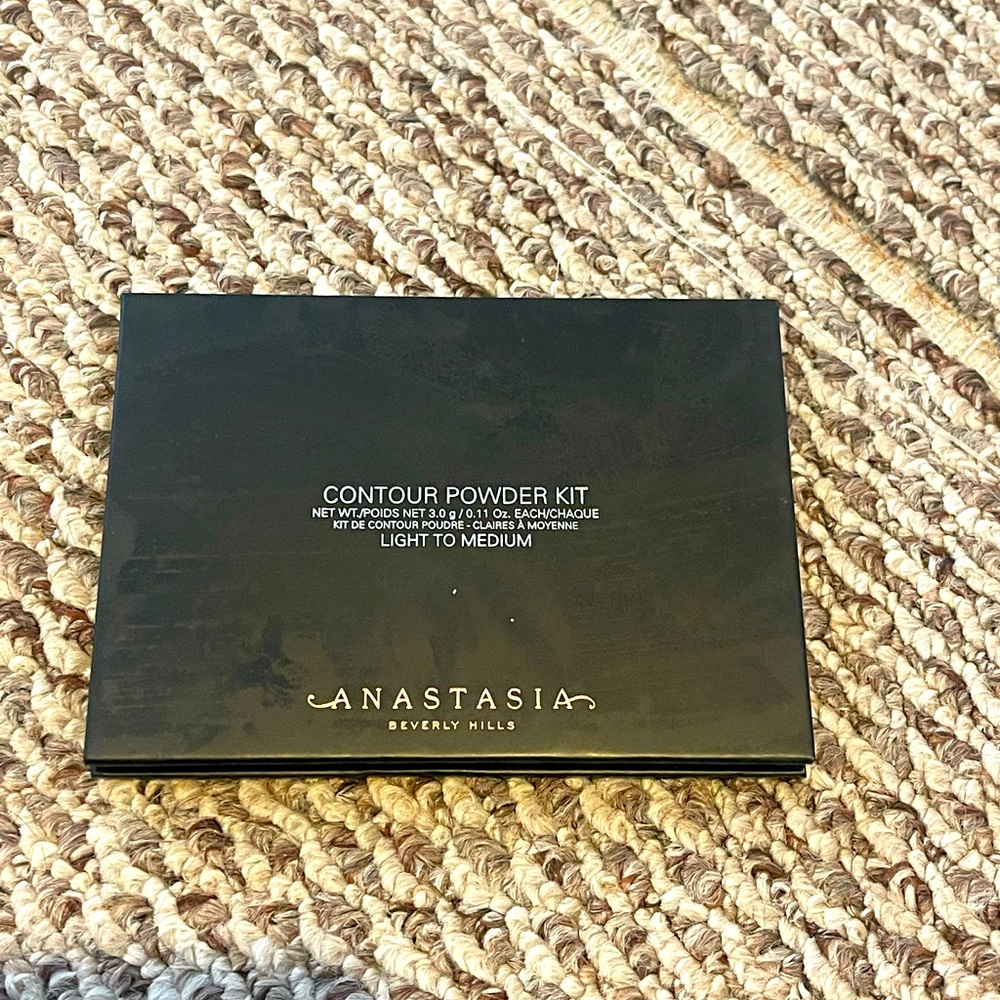 CONTOUR POWDER KIT
NET WT./POIDS NET 3.0 g / 0.11 Oz. EACH/CHAQUE
KIT DE CONTOUR POUDRE - CLAIRES À MOYENNE
LIGHT TO MEDIUM
ANASTASIA
BEVERLY HILLS